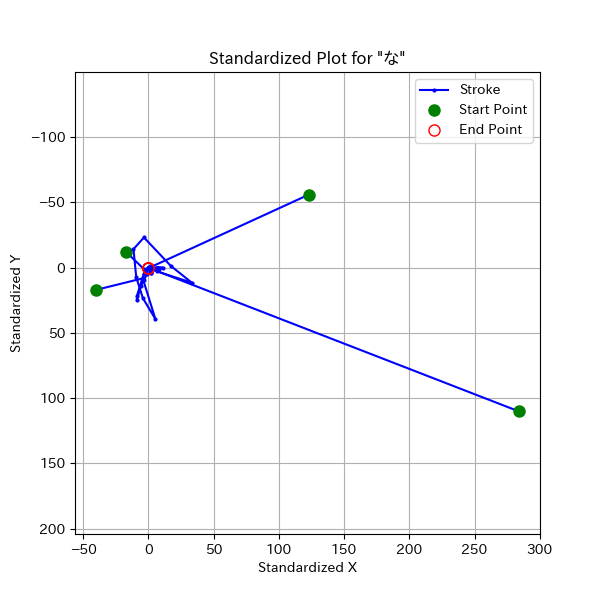 Standardized Plot for "な"
Stroke
Start Point
End Point
−100
−50
0
50
100
150
200
Standardized Y
−50 0 50 100 150 200 250 300
Standardized X